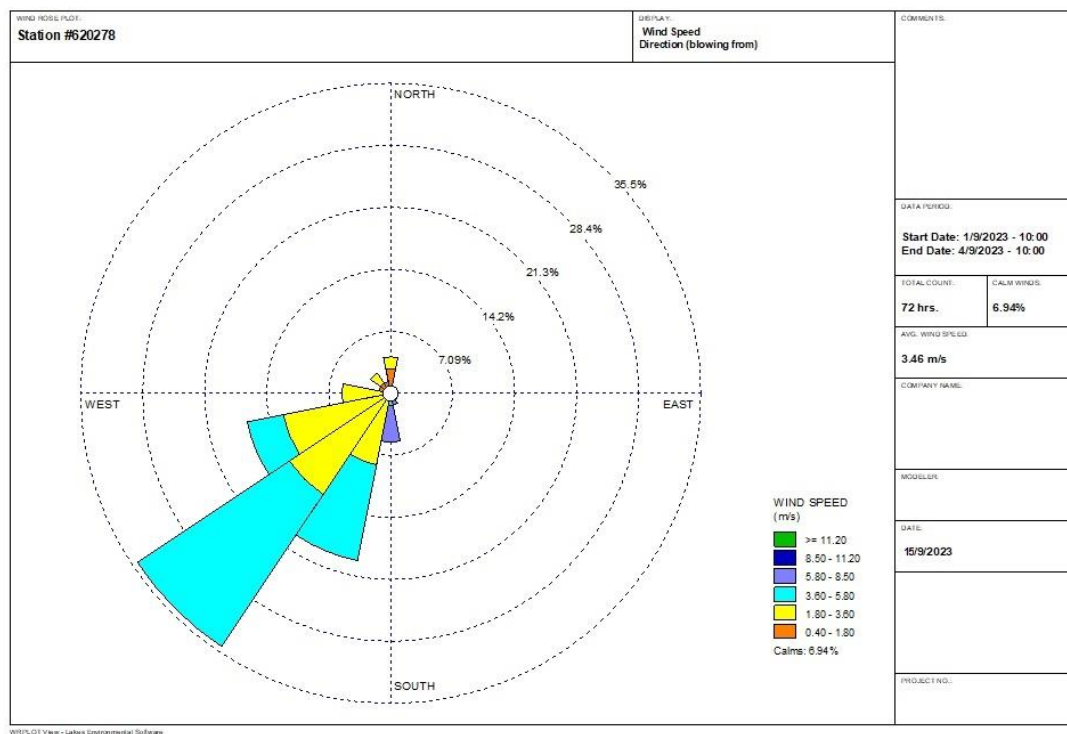 WIND ROSE PLOT:
Station #620278
DISPLAY:
Wind Speed
Direction (blowing from)
COMMENTS:
NORTH
35.5%
28.4%
21.3%
14.2%
7.09%
WEST
EAST
SOUTH
WIND SPEED
(m/s)
>= 11.20
8.50 - 11.20
5.80 - 8.50
3.60 - 5.80
1.80 - 3.60
0.40 - 1.80
Calms: 6.94%
DATA PERIOD:
Start Date: 1/9/2023 - 10:00
End Date: 4/9/2023 - 10:00
TOTAL COUNT:
72 hrs.
CALM WINDS:
6.94%
AVG. WIND SPEED:
3.46 m/s
COMPANY NAME:
MODELER:
DATE:
15/9/2023
PROJECT NO.:
WRPLOT View - Lakes Environmental Software